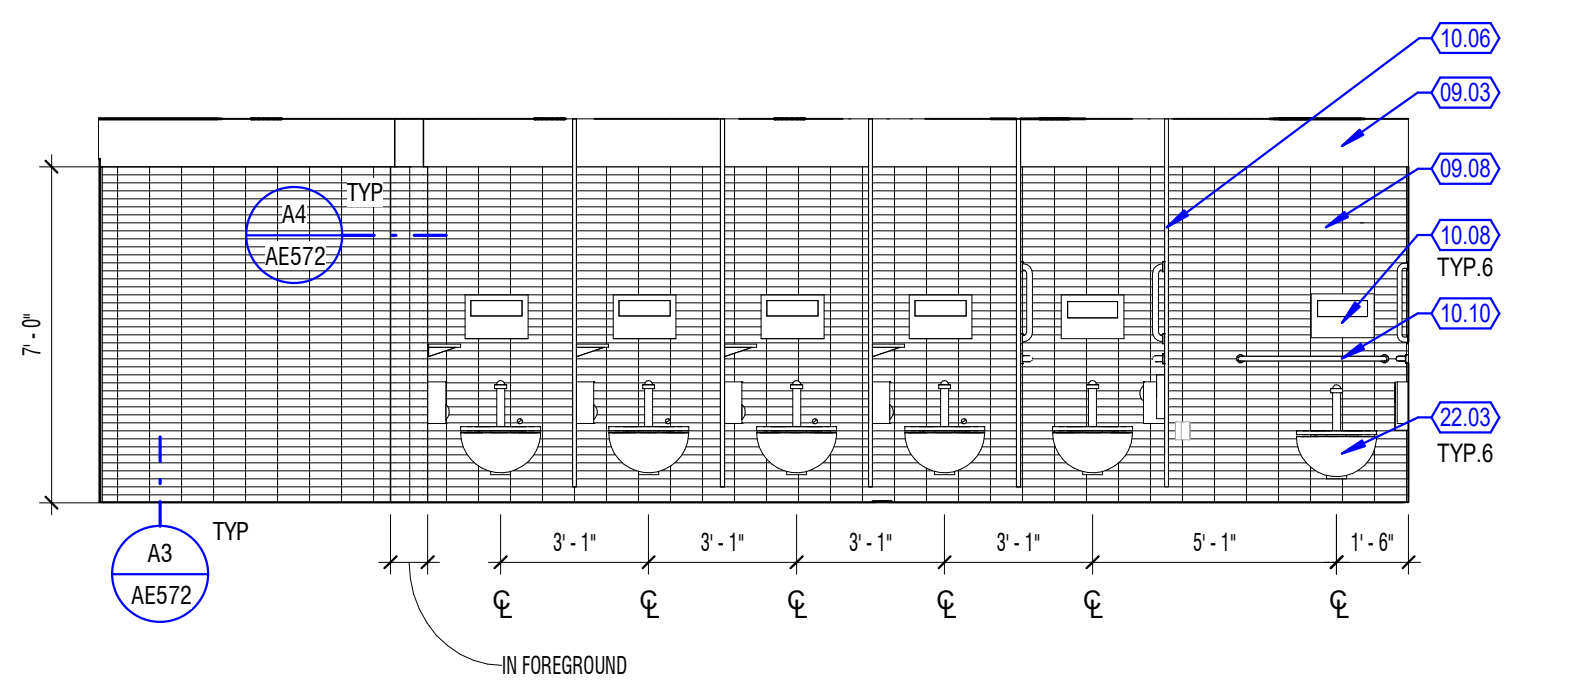 10.06
09.03
09.08
TYP
A4
AE572
10.08
TYP.6
10.10
7' - 0"
22.03
TYP.6
TYP
A3
AE572
3' - 1" 3' - 1" 3' - 1" 3' - 1" 5' - 1" 1' - 6"
℄ ℄ ℄ ℄ ℄ ℄
IN FOREGROUND